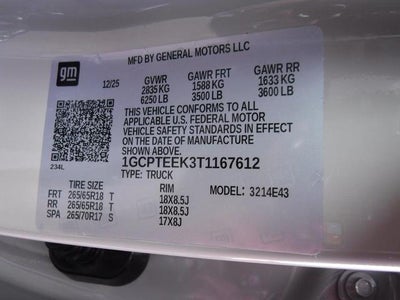 MFD BY GENERAL MOTORS LLC
gm
12/25 GVWR GAWR FRT GAWR RR
2835 KG 1588 KG 1633 KG
6250 LB 3500 LB 3600 LB
THIS VEHICLE CONFORMS TO ALL
APPLICABLE U.S. FEDERAL MOTOR
VEHICLE SAFETY STANDARDS IN EFFECT
ON THE DATE OF MANUFACTURE
SHOWN ABOVE.
1GCPTEEK3T1167612
234L TYPE: TRUCK
TIRE SIZE RIM MODEL: 3214E43
FRT 265/65R18 T 18X8.5J
RR 265/65R18 T 18X8.5J
SPA 265/70R17 S 17X8J